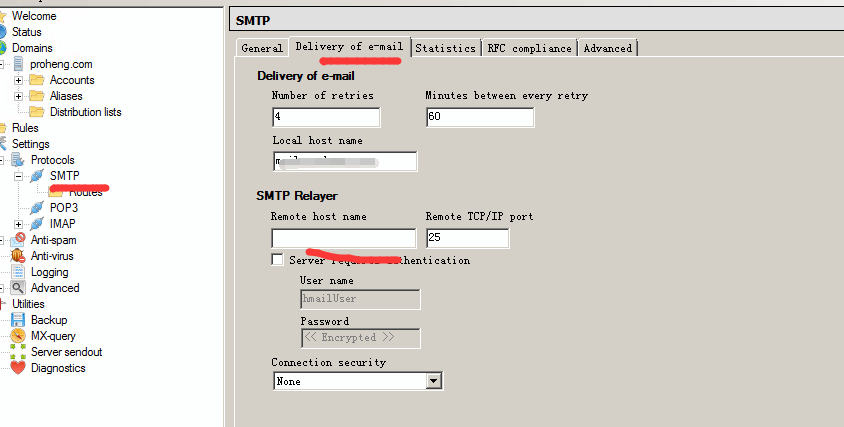 Welcome
Status
Domains
proheng.com
Accounts
Aliases
Distribution lists
Rules
Settings
Protocols
SMTP
Routes
POP3
IMAP
Anti-spam
Anti-virus
Logging
Advanced
Utilities
Backup
MX-query
Server sendout
Diagnostics
SMTP
General
Delivery of e-mail
Statistics
RFC compliance
Advanced
Delivery of e-mail
Number of retries
Minutes between every retry
4
60
Local host name
SMTP Relayer
Remote host name
Remote TCP/IP port
25
Server requires authentication
User name
hmailUser
Password
<< Encrypted >>
Connection security
None